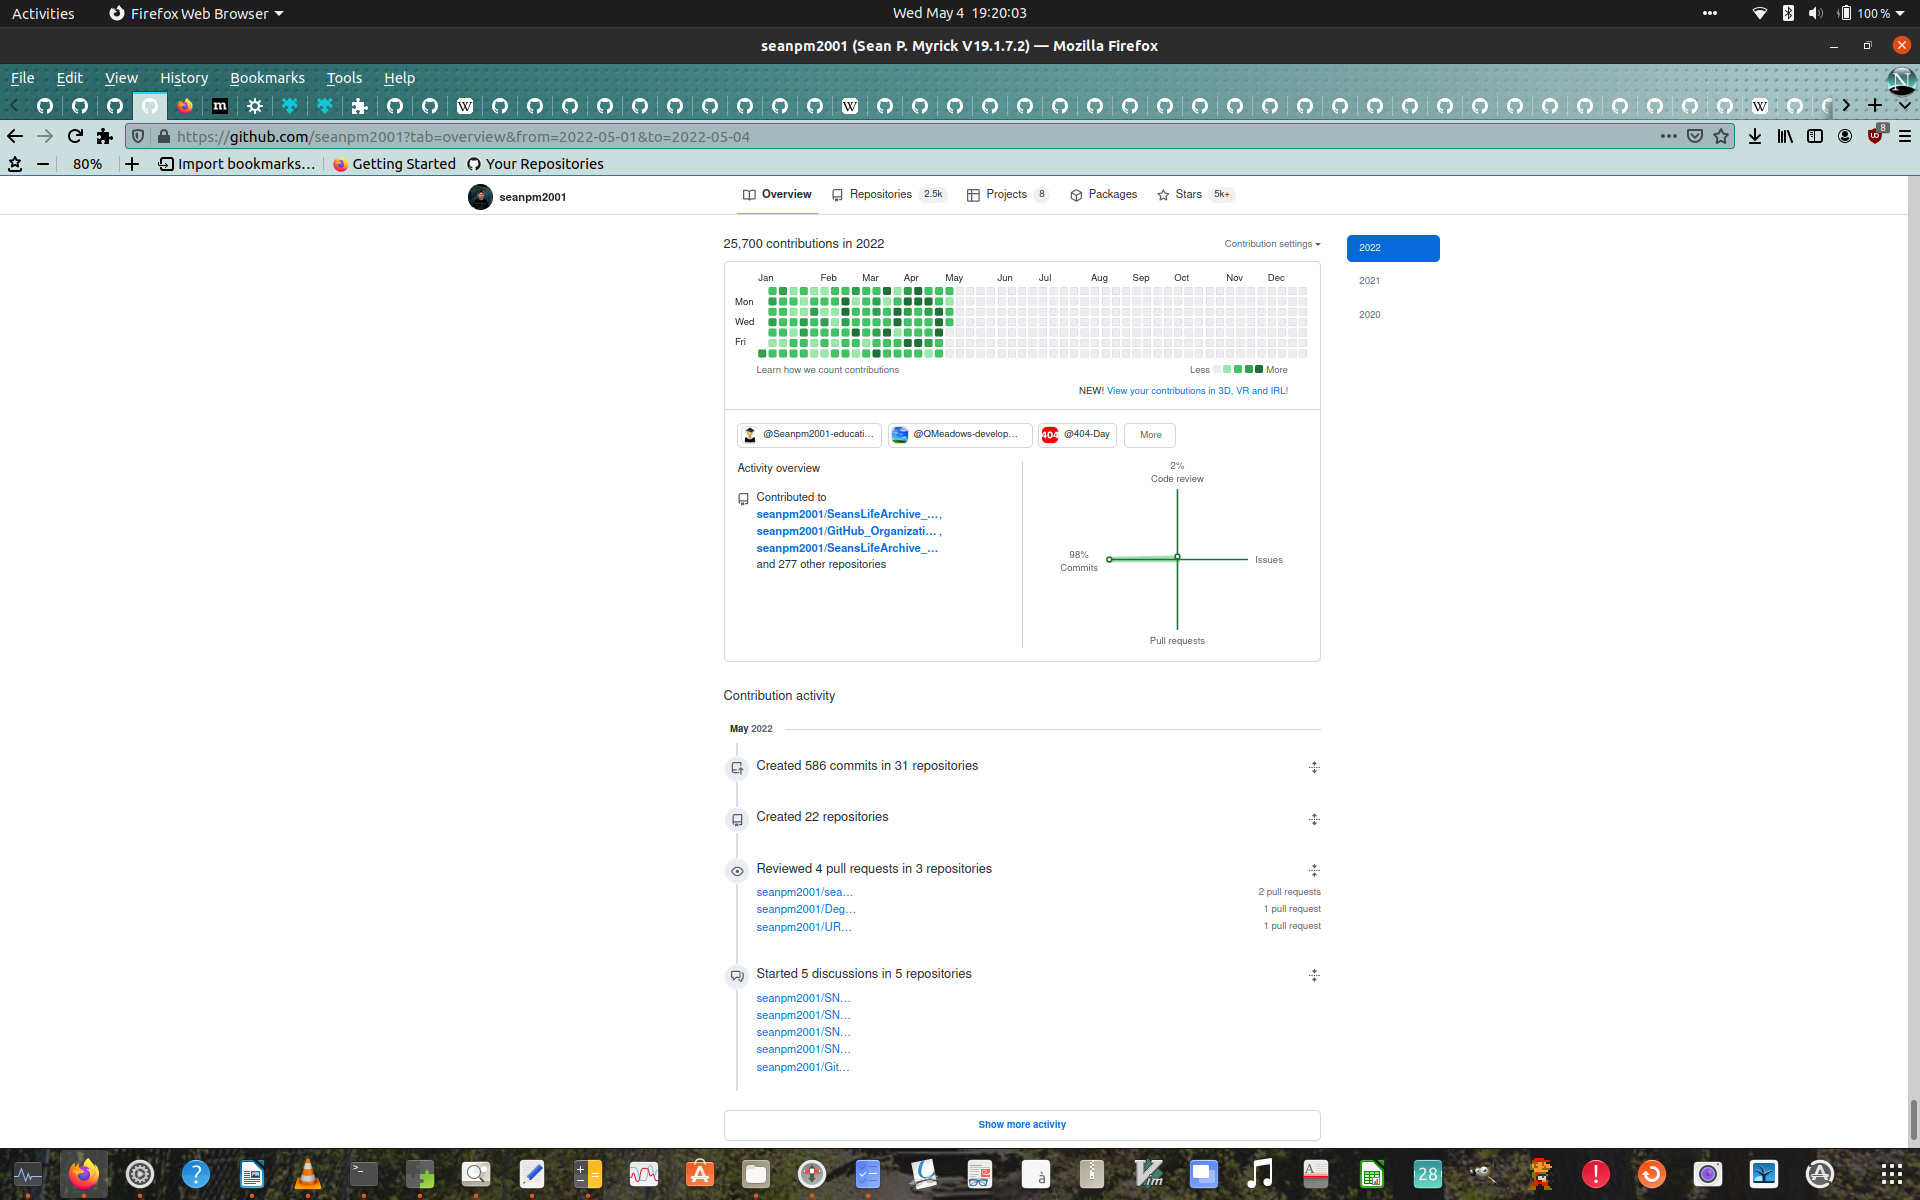 Activities
Firefox Web Browser
Wed May 4 19:20:03
100 %
seanpm2001 (Sean P. Myrick V19.1.7.2) — Mozilla Firefox
File Edit View History Bookmarks Tools Help
https://github.com/seanpm2001?tab=overview&from=2022-05-01&to=2022-05-04
8
80%
Import bookmarks...
Getting Started
Your Repositories
seanpm2001
Overview
Repositories 2.5k
Projects 8
Packages
Stars 5k+
25,700 contributions in 2022
Contribution settings
2022
2021
2020
Jan Feb Mar Apr May Jun Jul Aug Sep Oct Nov Dec
Mon
Wed
Fri
Learn how we count contributions
Less More
NEW! View your contributions in 3D, VR and IRL!
@Seanpm2001-educati...
@QMeadows-develop...
404 @404-Day
More
Activity overview
Contributed to
seanpm2001/SeansLifeArchive_...,
seanpm2001/GitHub_Organizati... ,
seanpm2001/SeansLifeArchive_...
and 277 other repositories
2%
Code review
98%
Commits
Issues
Pull requests
Contribution activity
May 2022
Created 586 commits in 31 repositories
Created 22 repositories
Reviewed 4 pull requests in 3 repositories
seanpm2001/sea... 2 pull requests
seanpm2001/Deg... 1 pull request
seanpm2001/UR... 1 pull request
Started 5 discussions in 5 repositories
seanpm2001/SN...
seanpm2001/SN...
seanpm2001/SN...
seanpm2001/SN...
seanpm2001/Git...
Show more activity
28